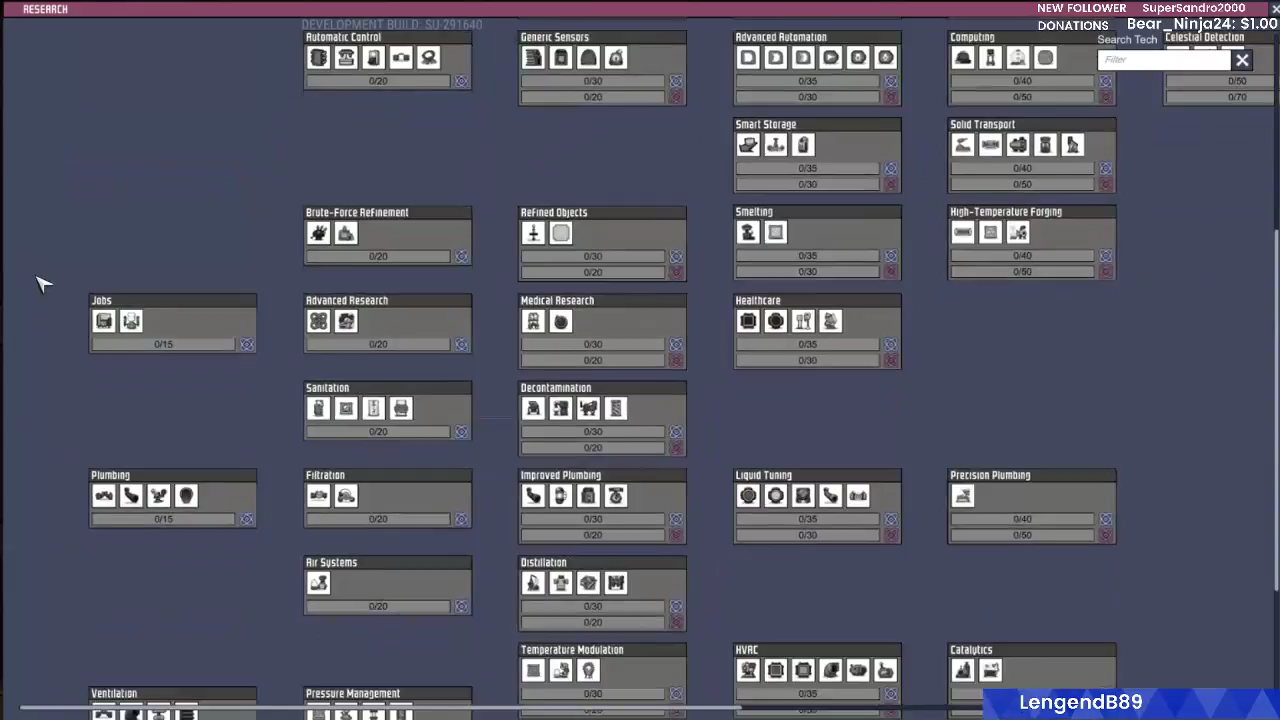 RESEARCH
NEW FOLLOWER SuperSandro2000
DONATIONS Bear_Ninja24: $1.00
DEVELOPMENT BUILD: SU 291640
Search Tech
Filter
Automatic Control
0/20
Generic Sensors
0/30
0/20
Advanced Automation
0/35
0/30
Computing
0/40
0/50
Celestial Detection
0/50
0/70
Smart Storage
0/35
0/30
Solid Transport
0/40
0/50
Brute-Force Refinement
0/20
Refined Objects
0/30
0/20
Smelting
0/35
0/30
High-Temperature Forging
0/40
0/50
Jobs
0/15
Advanced Research
0/20
Medical Research
0/30
0/20
Healthcare
0/35
0/30
Sanitation
0/20
Decontamination
0/30
0/20
Plumbing
0/15
Filtration
0/20
Improved Plumbing
0/30
0/20
Liquid Tuning
0/35
0/30
Precision Plumbing
0/40
0/50
Air Systems
0/20
Distillation
0/30
0/20
Temperature Modulation
0/30
0/20
HVAC
0/35
Catalytics
Ventilation
Pressure Management
LengendB89